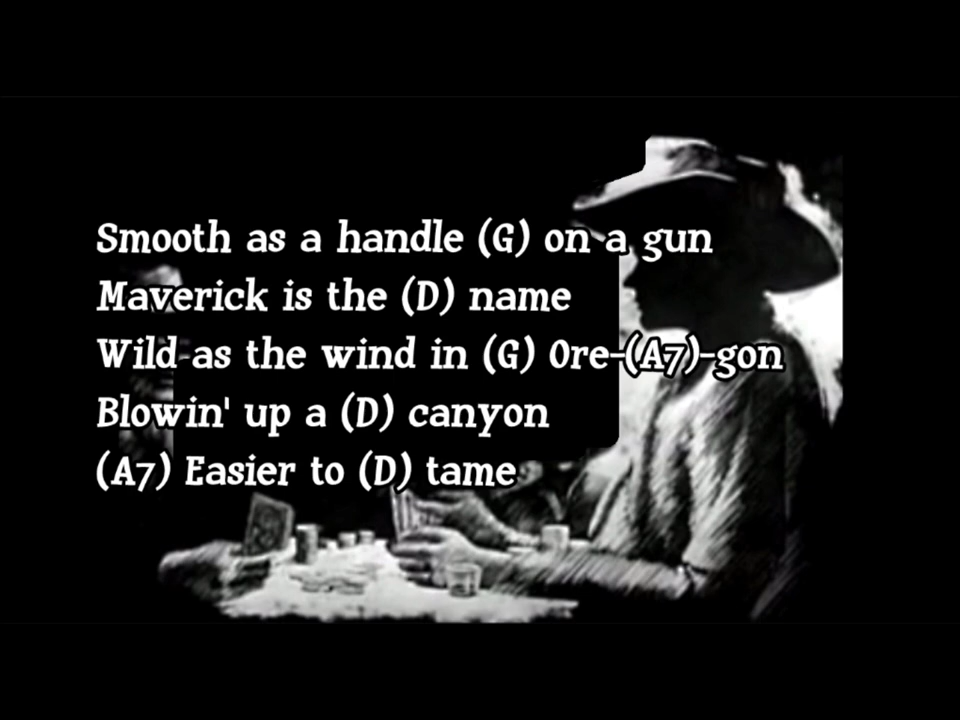 Smooth as a handle (G) on a gun
Maverick is the (D) name
Wild as the wind in (G) Ore-(A7)-gon
Blowin' up a (D) canyon
(A7) Easier to (D) tame